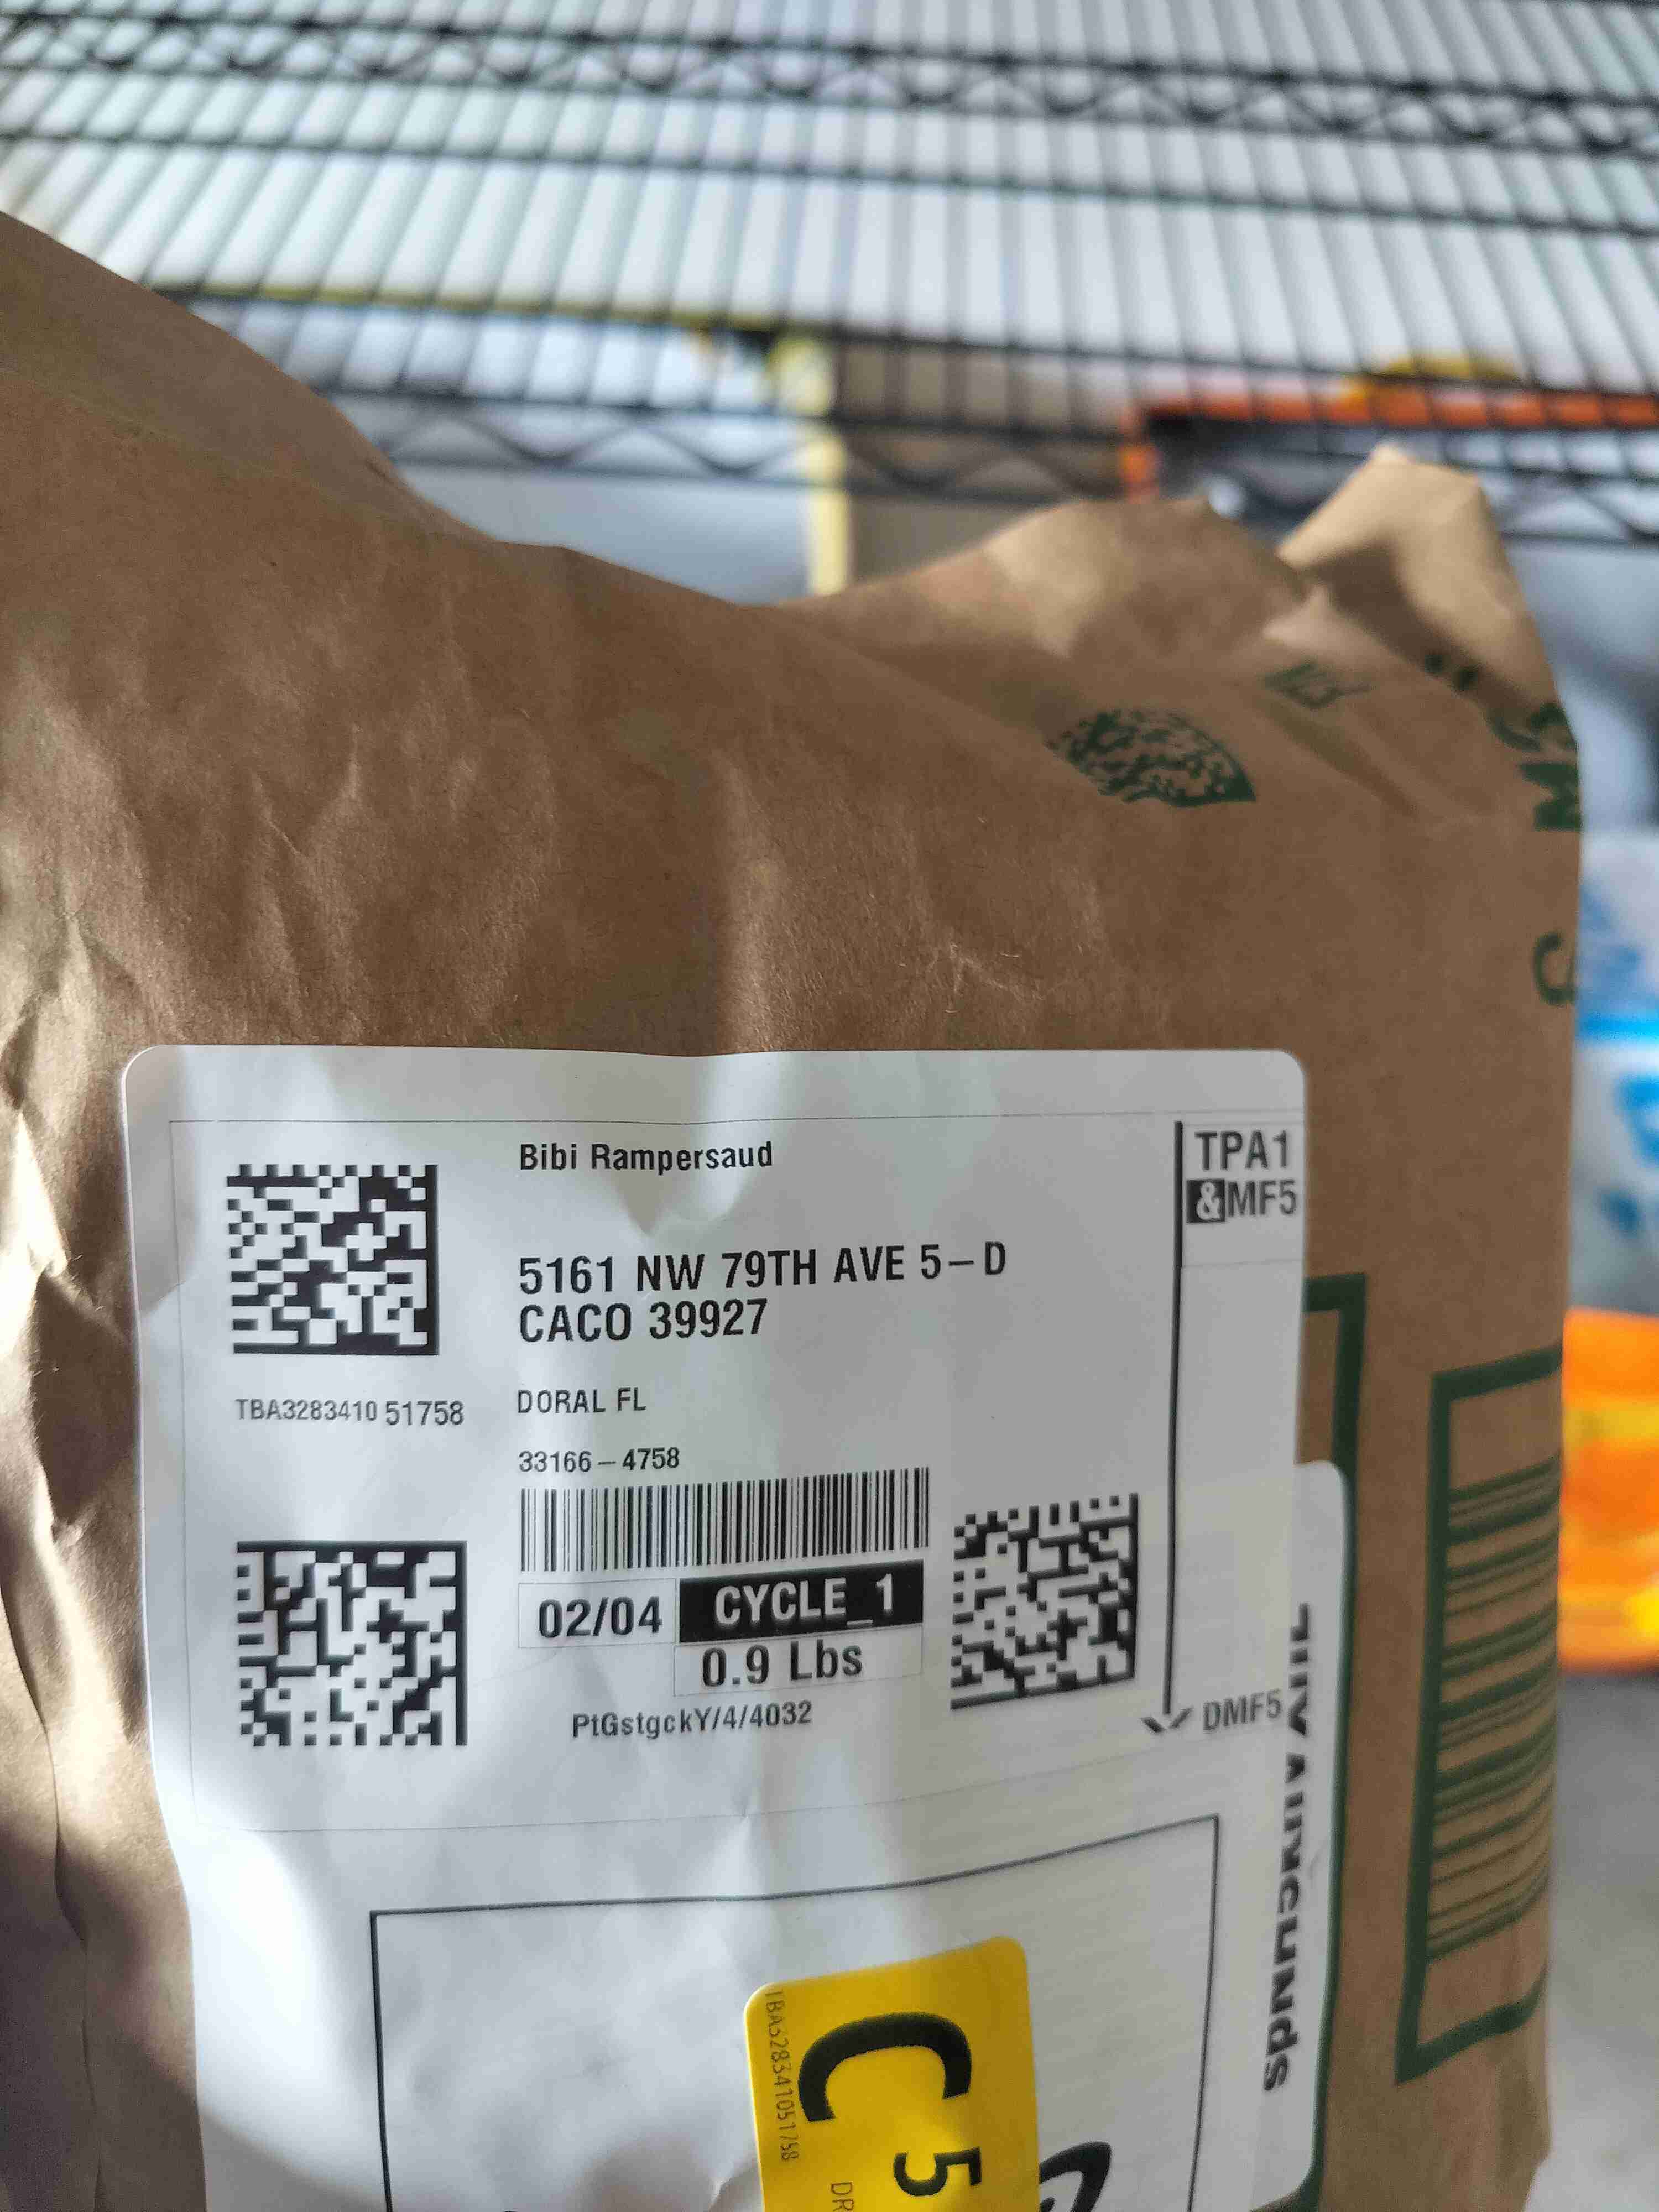 Bibi Rampersaud
TPA1
&MF5
5161 NW 79TH AVE 5-D
CACO 39927
TBA3283410 51758
DORAL FL
33166-4758
02/04
CYCLE_1
0.9 Lbs
PtGstgckY/4/4032
DMF5
C
5
TBA328341051758